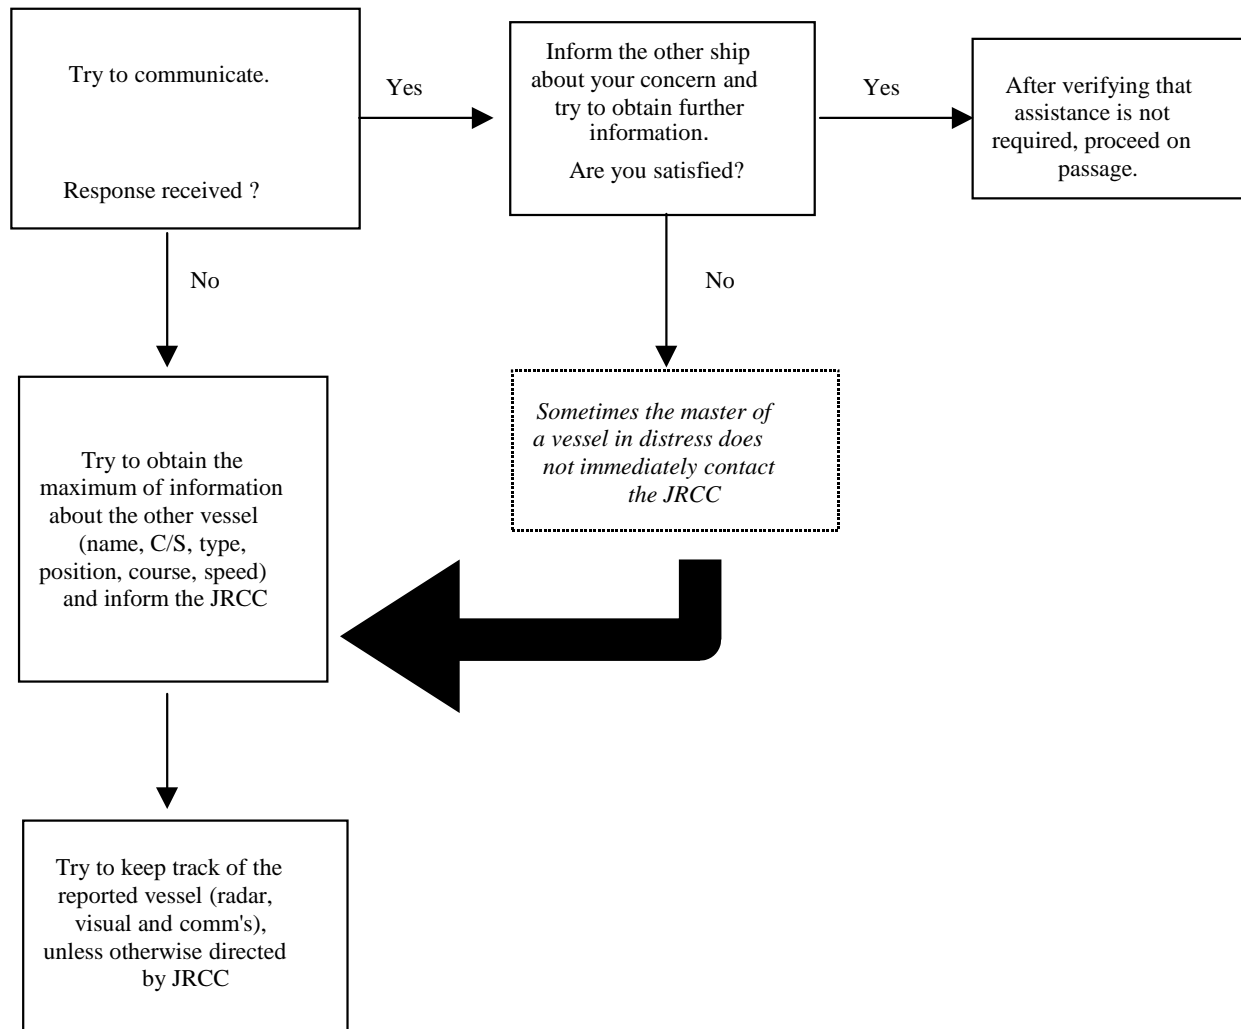 Try to communicate.
Response received ?
Yes
Inform the other ship
about your concern and
try to obtain further
information.
Are you satisfied?
Yes
After verifying that
assistance is not
required, proceed on
passage.
No
No
Try to obtain the
maximum of information
about the other vessel
(name, C/S, type,
position, course, speed)
and inform the JRCC
Sometimes the master of
a vessel in distress does
not immediately contact
the JRCC
Try to keep track of the
reported vessel (radar,
visual and comm's),
unless otherwise directed
by JRCC